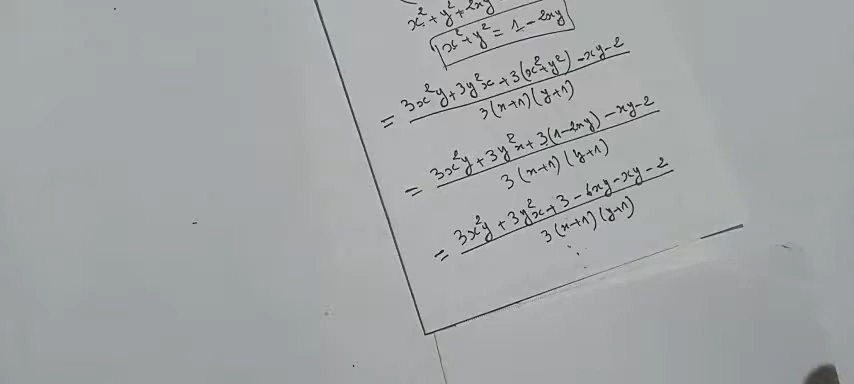 x² + y² + 2xy
x² + y² = 1 - 2xy
= 3x²y + 3y²x + 3(x² + y²) - xy - 2 / 3(x+1)(y+1)
= 3x²y + 3y²x + 3(1 - 2xy) - xy - 2 / 3(x+1)(y+1)
= 3x²y + 3y²x + 3 - 6xy - xy - 2 / 3(x+1)(y+1)
⋮